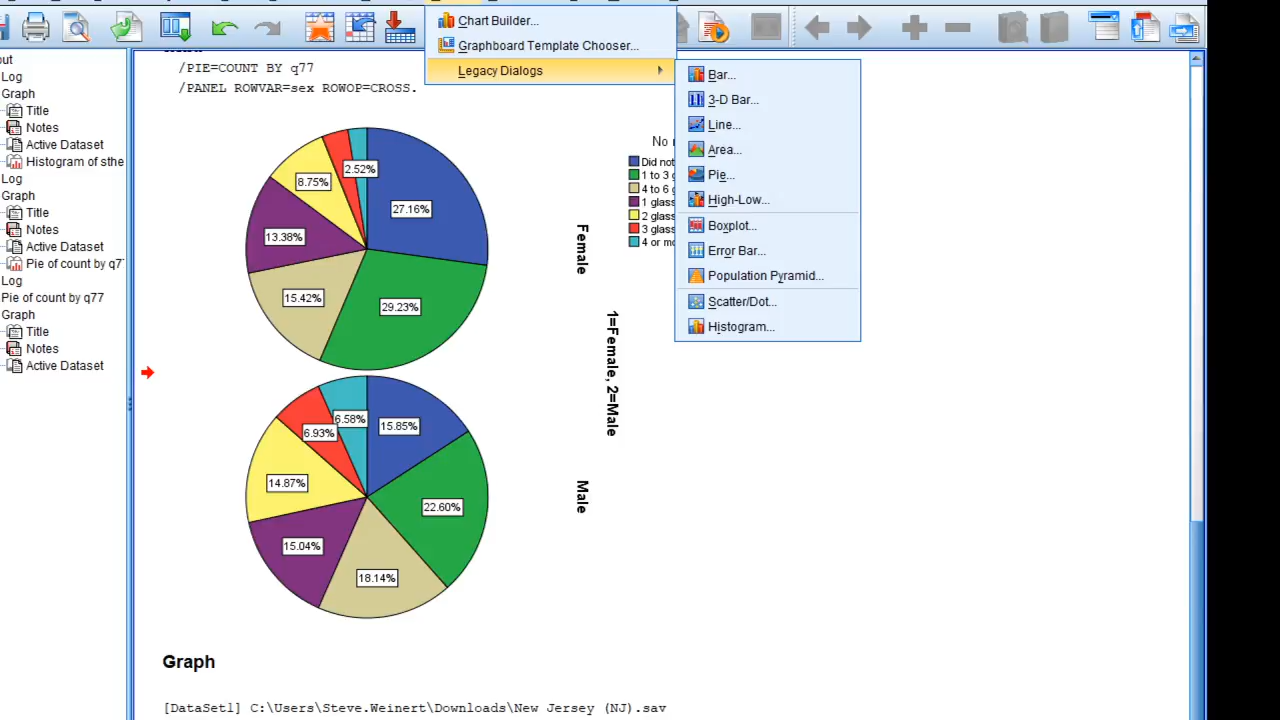 Chart Builder...
Graphboard Template Chooser...
Legacy Dialogs
Bar...
3-D Bar...
Line...
Area...
Pie...
High-Low...
Boxplot...
Error Bar...
Population Pyramid...
Scatter/Dot...
Histogram...
out
Log
Graph
Title
Notes
Active Dataset
Histogram of sthe
Log
Graph
Title
Notes
Active Dataset
Pie of count by q7
Log
Pie of count by q77
Graph
Title
Notes
Active Dataset
/PIE=COUNT BY q77
/PANEL ROWVAR=sex ROWOP=CROSS.
No
Did not
1 to 3 g
4 to 6 g
1 glass
2 glass
3 glass
4 or mo
2.52%
8.75%
27.16%
13.38%
15.42%
29.23%
Female
1=Female, 2=Male
6.58%
15.85%
6.93%
14.87%
22.60%
15.04%
18.14%
Male
Graph
[DataSet1] C:\Users\Steve.Weinert\Downloads\New Jersey (NJ).sav